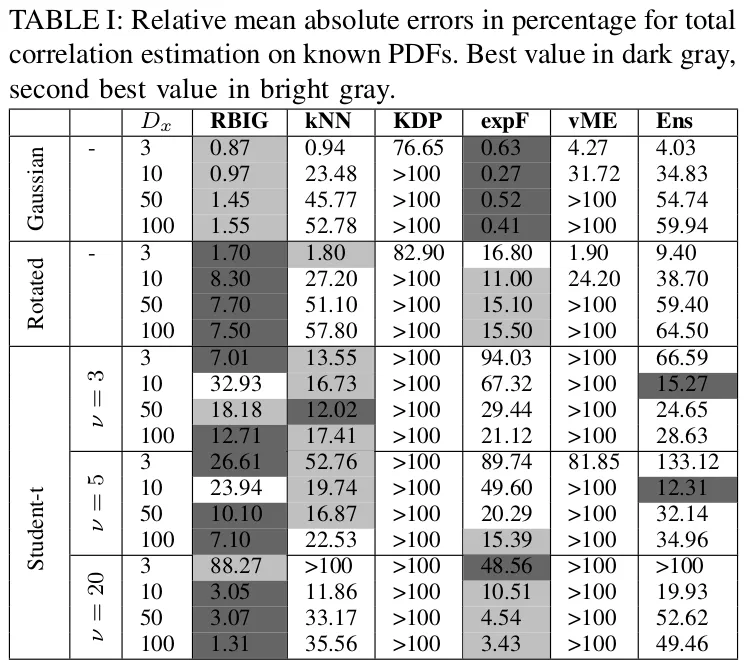 TABLE I: Relative mean absolute errors in percentage for total
correlation estimation on known PDFs. Best value in dark gray,
second best value in bright gray.
Dx RBIG kNN KDP expF vME Ens
Gaussian - 3 0.87 0.94 76.65 0.63 4.27 4.03
10 0.97 23.48 >100 0.27 31.72 34.83
50 1.45 45.77 >100 0.52 >100 54.74
100 1.55 52.78 >100 0.41 >100 59.94
Rotated - 3 1.70 1.80 82.90 16.80 1.90 9.40
10 8.30 27.20 >100 11.00 24.20 38.70
50 7.70 51.10 >100 15.10 >100 59.40
100 7.50 57.80 >100 15.50 >100 64.50
Student-t ν = 3 3 7.01 13.55 >100 94.03 >100 66.59
10 32.93 16.73 >100 67.32 >100 15.27
50 18.18 12.02 >100 29.44 >100 24.65
100 12.71 17.41 >100 21.12 >100 28.63
ν = 5 3 26.61 52.76 >100 89.74 81.85 133.12
10 23.94 19.74 >100 49.60 >100 12.31
50 10.10 16.87 >100 20.29 >100 32.14
100 7.10 22.53 >100 15.39 >100 34.96
ν = 20 3 88.27 >100 >100 48.56 >100 >100
10 3.05 11.86 >100 10.51 >100 19.93
50 3.07 33.17 >100 4.54 >100 52.62
100 1.31 35.56 >100 3.43 >100 49.46